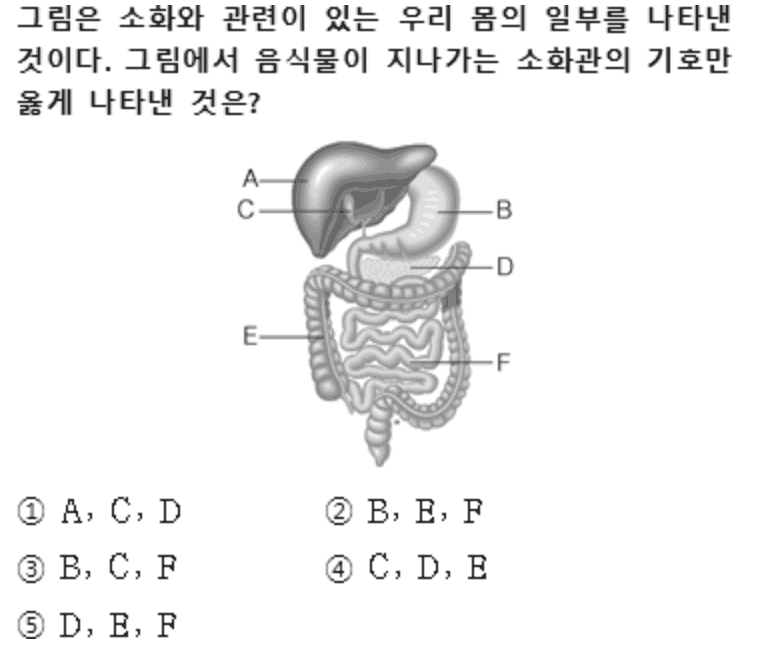 그림은 소화와 관련이 있는 우리 몸의 일부를 나타낸
것이다. 그림에서 음식물이 지나가는 소화관의 기호만
옳게 나타낸 것은?
A
C
B
D
E
F
① A, C, D
② B, E, F
③ B, C, F
④ C, D, E
⑤ D, E, F